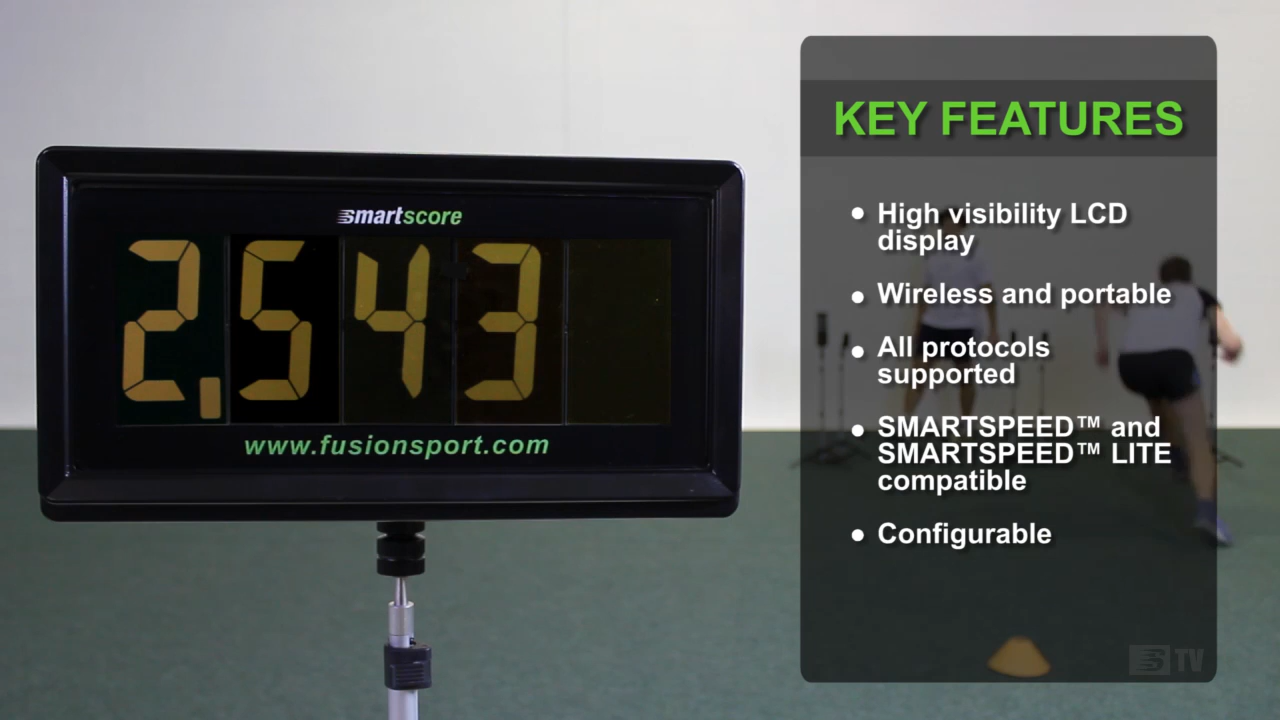 smartscore
2.543
www.fusionsport.com
KEY FEATURES
High visibility LCD
display
Wireless and portable
All protocols
supported
SMARTSPEED™ and
SMARTSPEED™ LITE
compatible
Configurable
S TV